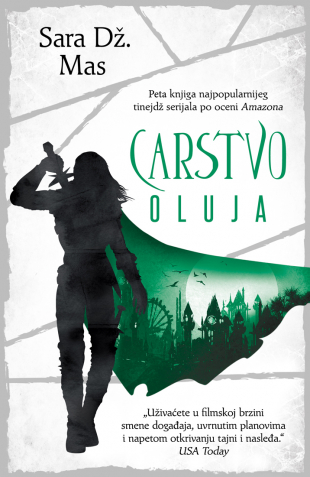 Sara Dž.
Mas
Peta knjiga najpopularnijeg
tinejdž serijala po oceni Amazona
CARSTVO
OLUJA
„Uživaćete u filmskoj brzini
smene događaja, uvrnutim planovima
i napetom otkrivanju tajni i nasleđa.“
USA Today